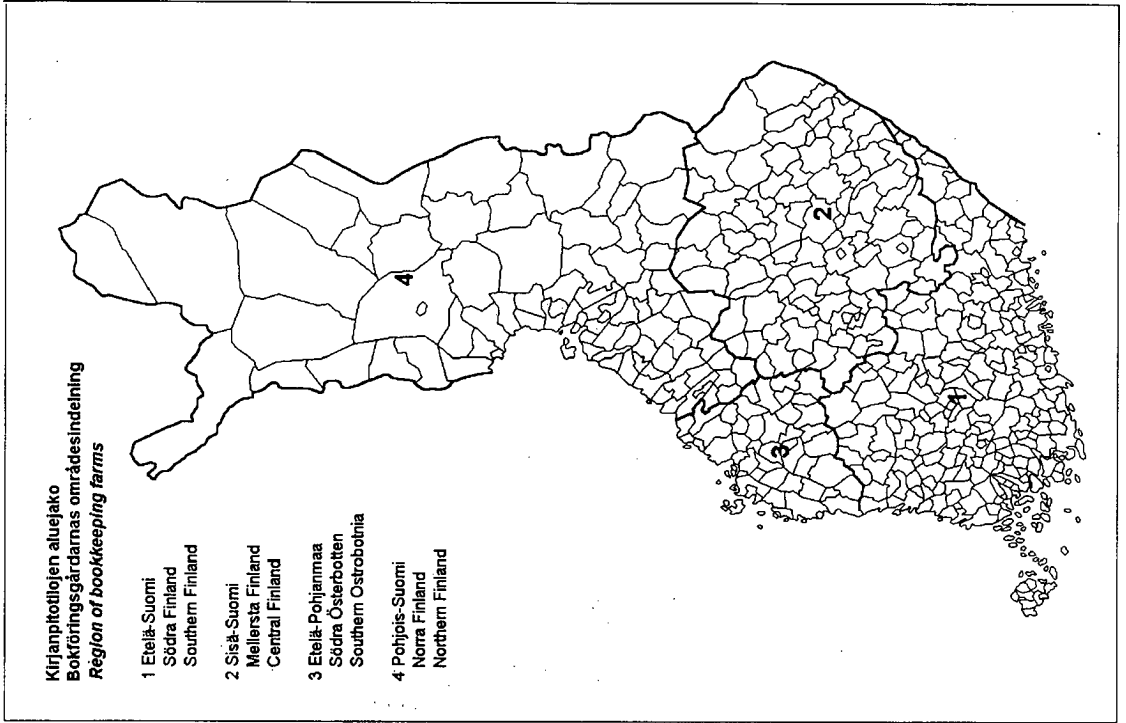 Kirjanpitotilojen aluejako
Bokföringsgårdarnas områdesindelning
Region of bookkeeping farms
1 Etelä-Suomi
Södra Finland
Southern Finland
2 Sisä-Suomi
Mellersta Finland
Central Finland
3 Etelä-Pohjanmaa
Södra Österbotten
Southern Ostrobotnia
4 Pohjois-Suomi
Norra Finland
Northern Finland
4
2
3
1